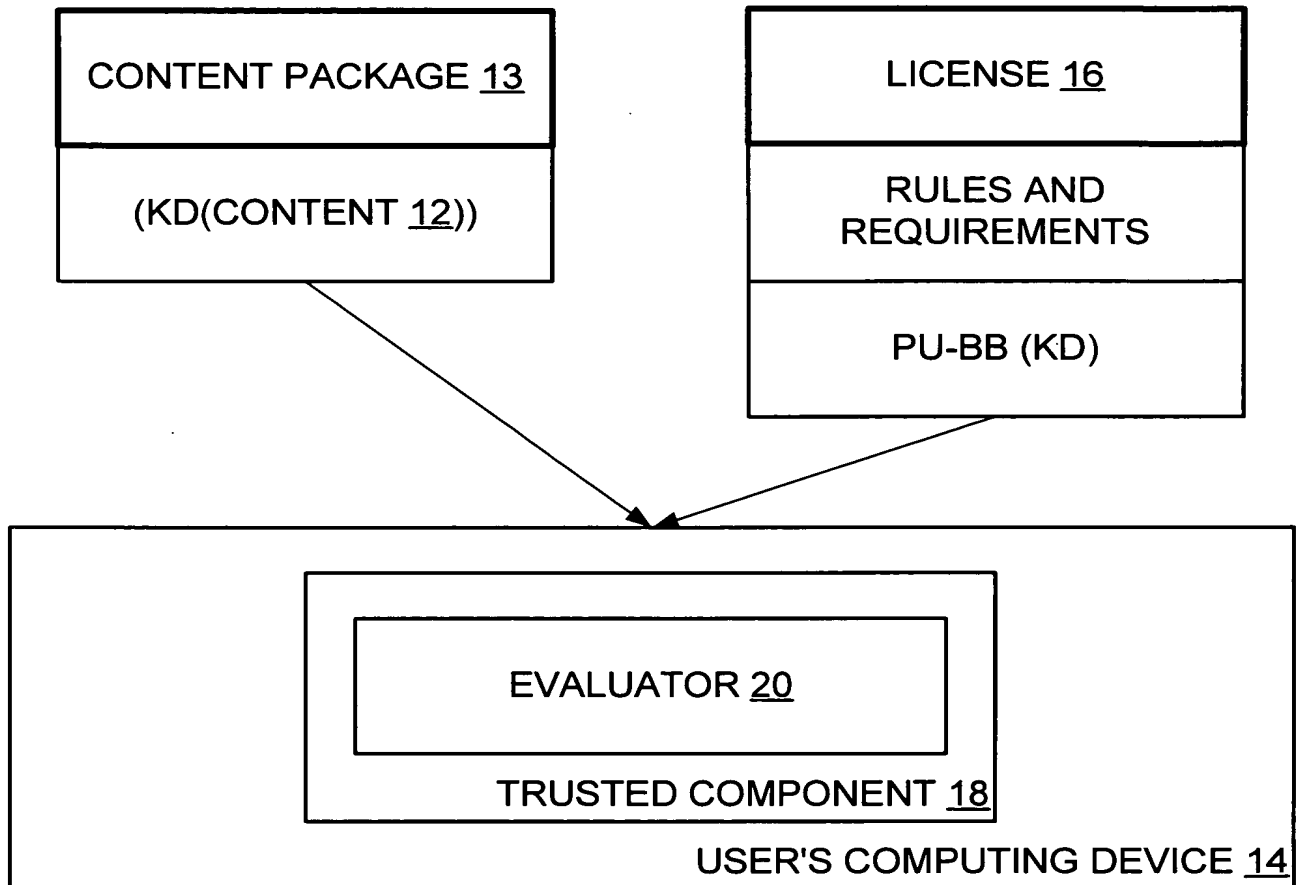 CONTENT PACKAGE 13
(KD(CONTENT 12))
LICENSE 16
RULES AND
REQUIREMENTS
PU-BB (KD)
EVALUATOR 20
TRUSTED COMPONENT 18
USER'S COMPUTING DEVICE 14